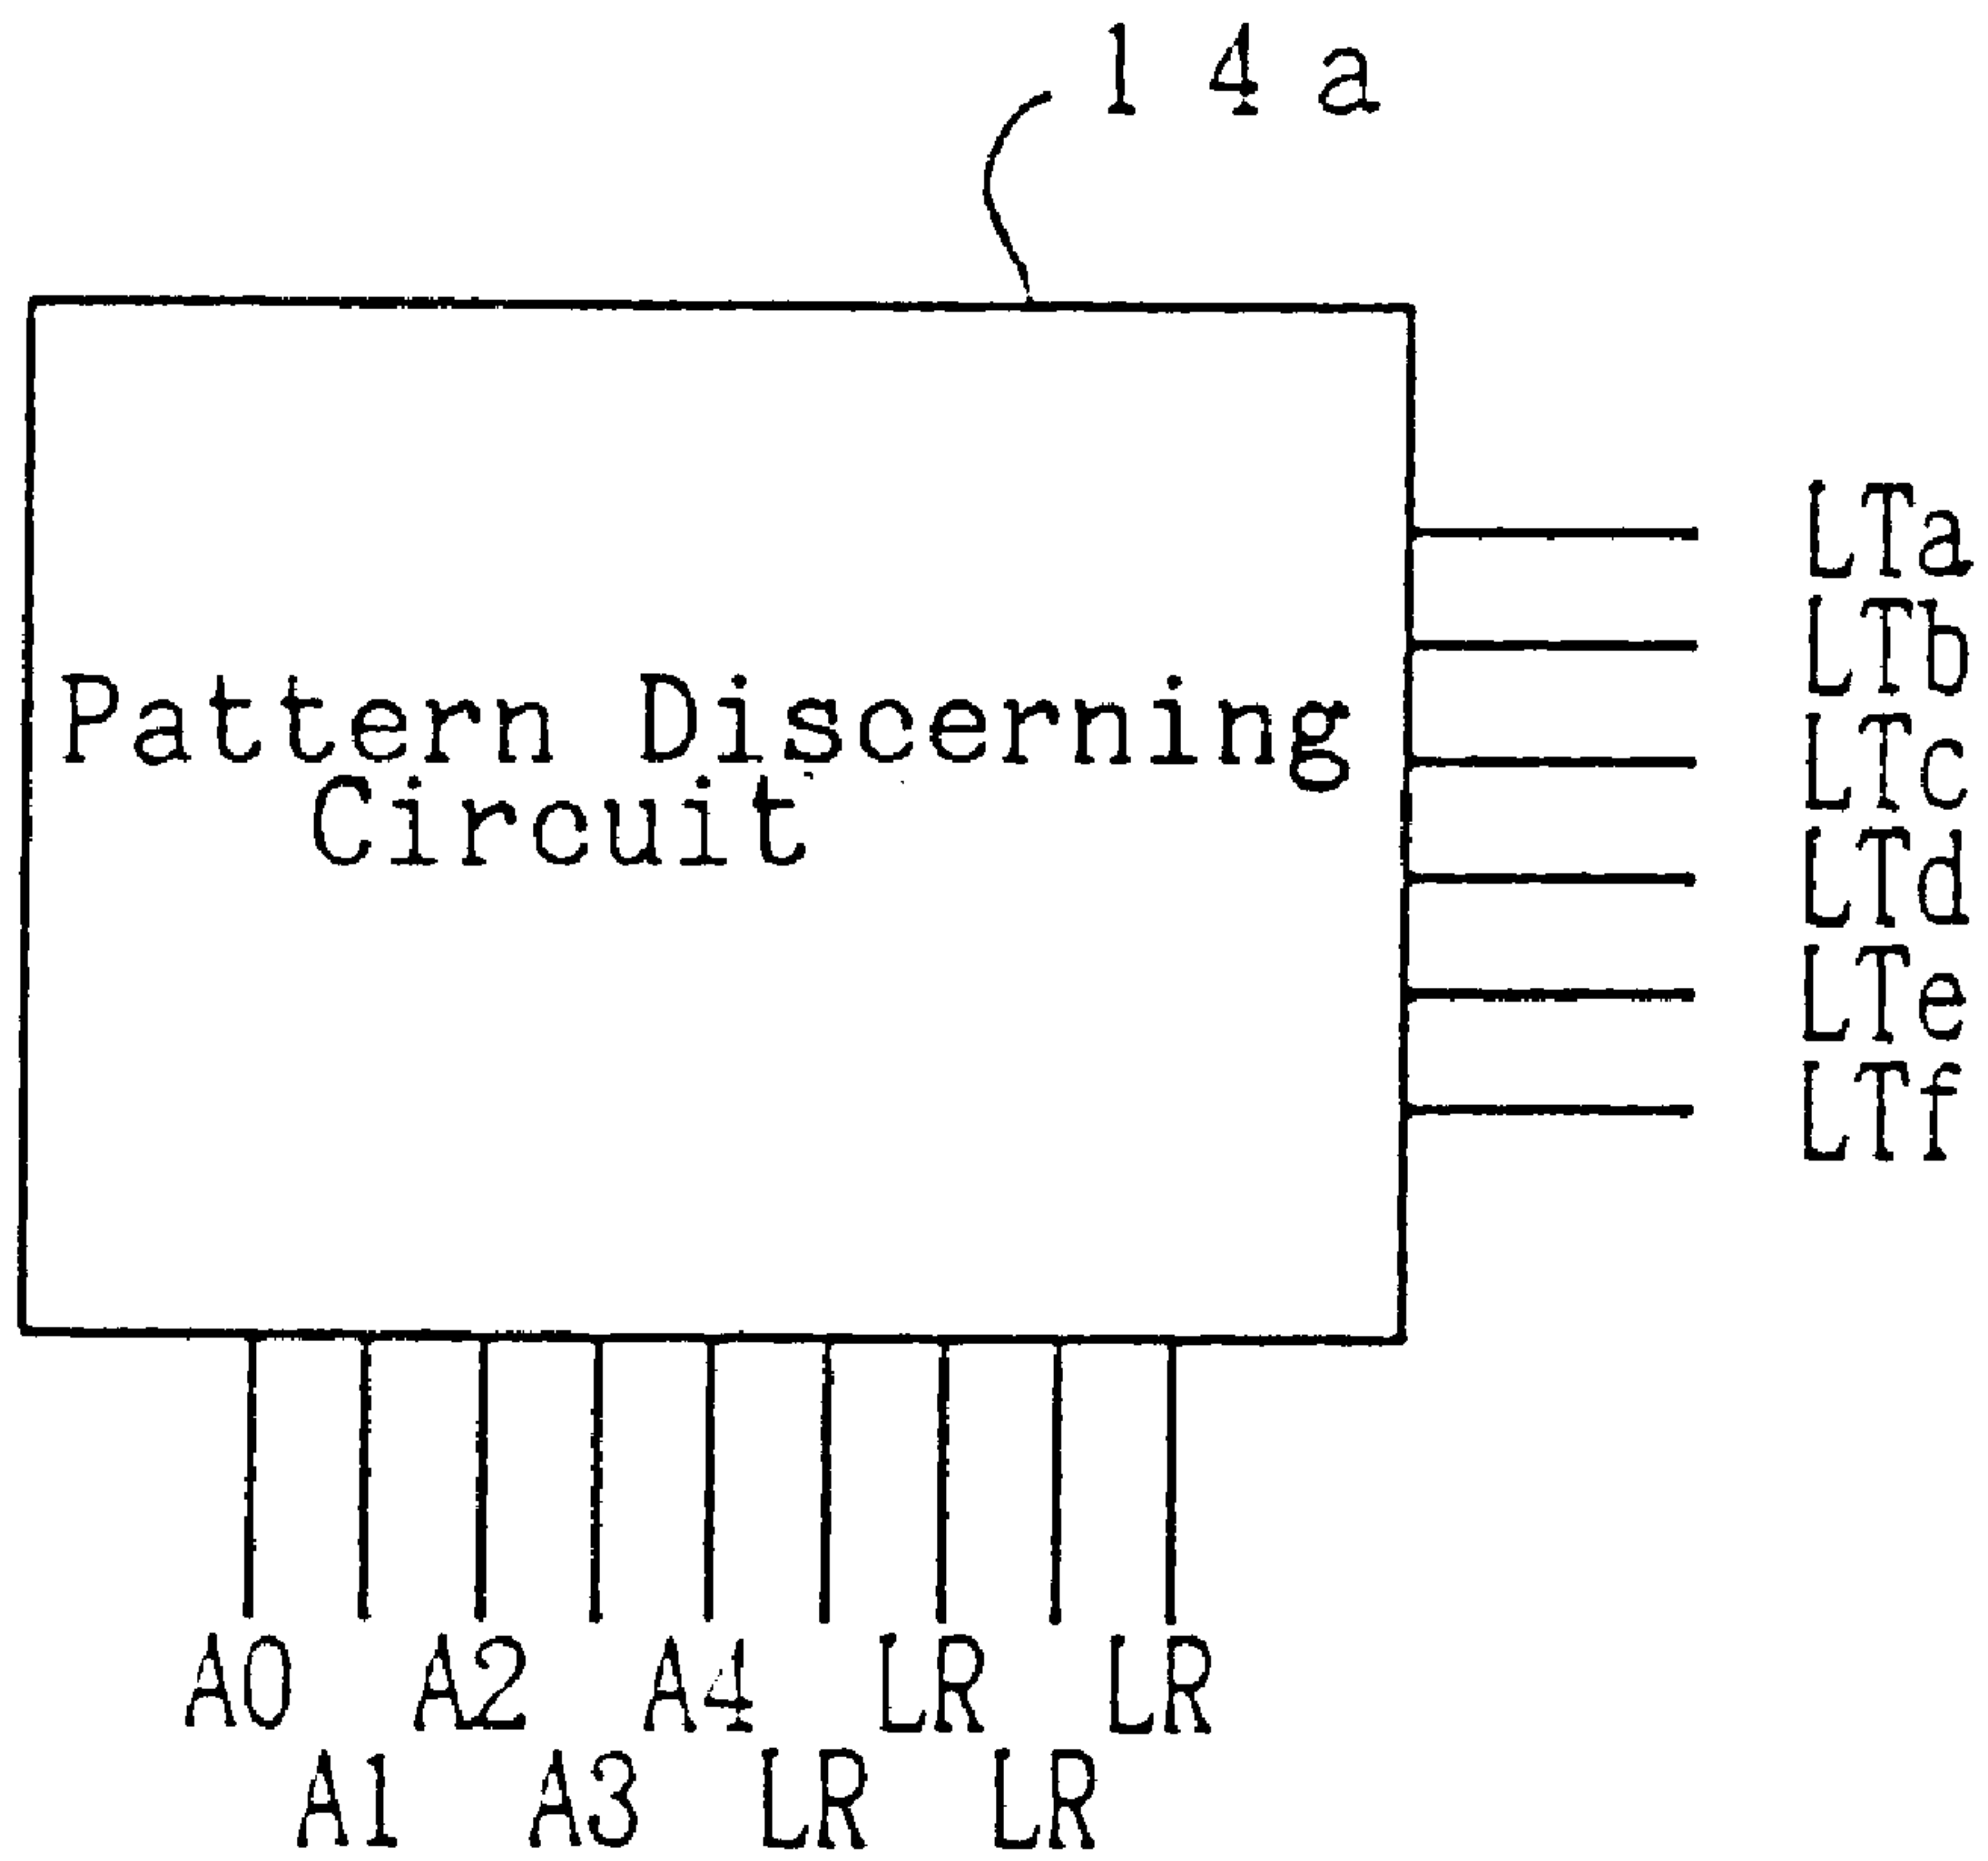 14a
Pattern Discerning
Circuit
LTa
LTb
LTc
LTd
LTe
LTf
A0 A2 A4 LR LR
A1 A3 LR LR